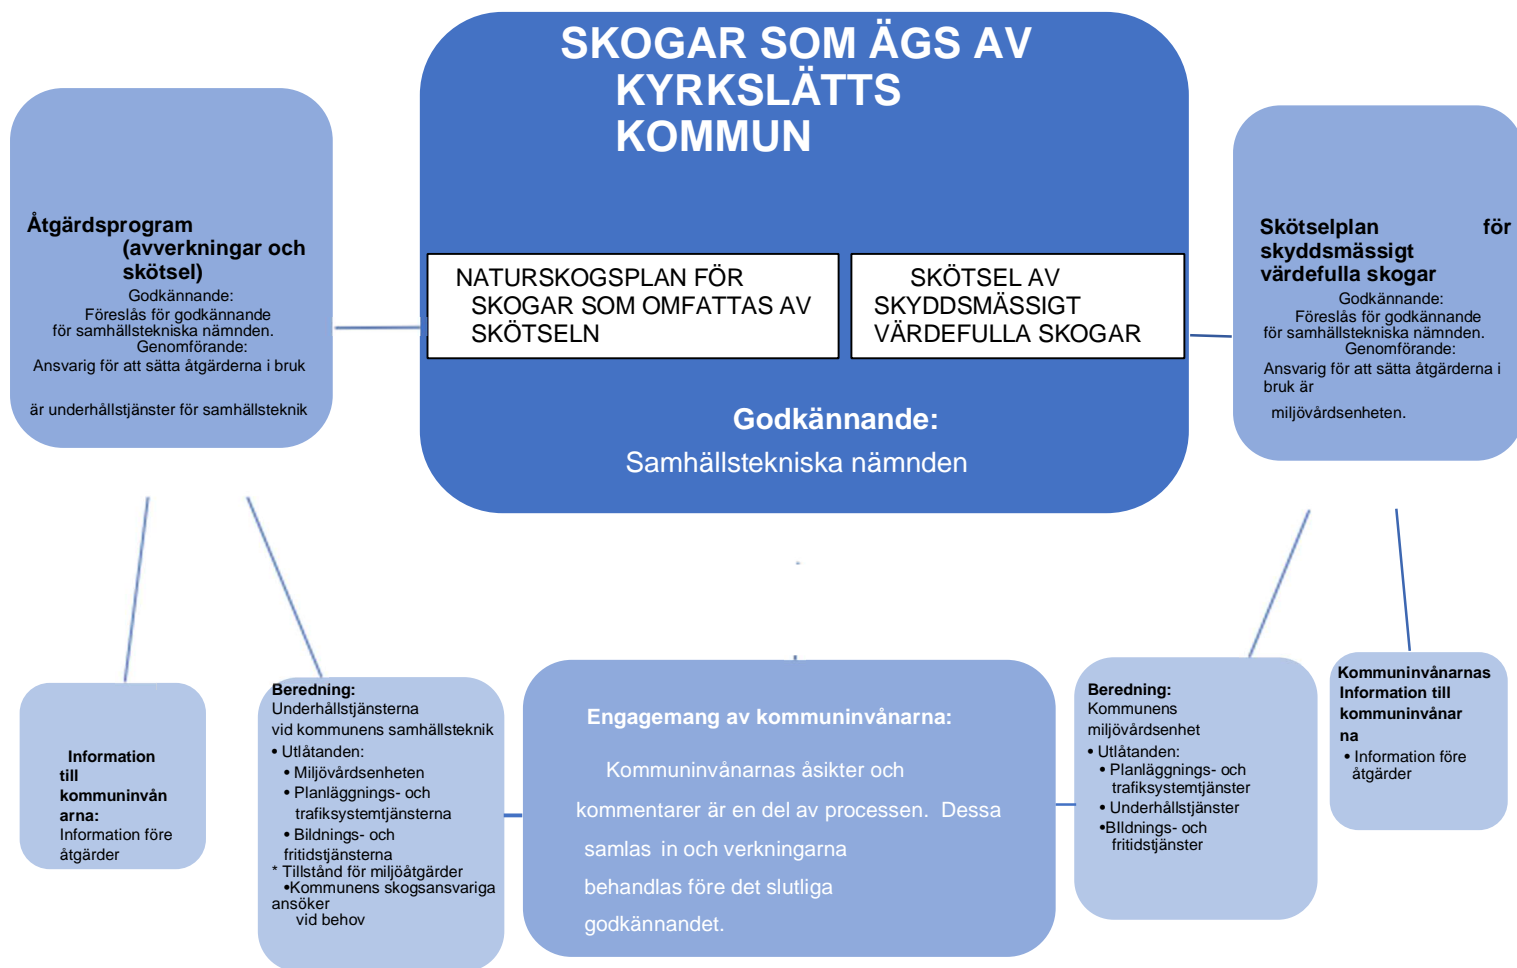 SKOGAR SOM ÄGS AV
KYRKSLÄTTS
KOMMUN
Åtgärdsprogram
(avverkningar och
skötsel)
Godkännande:
Föreslås för godkännande
för samhällstekniska nämnden.
Genomförande:
Ansvarig för att sätta åtgärderna i bruk
är underhållstjänster för samhällsteknik
NATURSKOGSPLAN FÖR
SKOGAR SOM OMFATTAS AV
SKÖTSELN
SKÖTSEL AV
SKYDDSMÄSSIGT
VÄRDEFULLA SKOGAR
Godkännande:
Samhällstekniska nämnden
Skötselplan för
skyddsmässigt
värdefulla skogar
Godkännande:
Föreslås för godkännande
för samhällstekniska nämnden.
Genomförande:
Ansvarig för att sätta åtgärderna i
bruk är
miljövårdsenheten.
Information
till
kommuninvån
arna:
Information före
åtgärder
Beredning:
Underhållstjänsterna
vid kommunens samhällsteknik
• Utlåtanden:
• Miljövårdsenheten
• Planläggnings- och
trafiksystemtjänsterna
• Bildnings- och
fritidstjänsterna
* Tillstånd för miljöåtgärder
•Kommunens skogsansvariga
ansöker
vid behov
Engagemang av kommuninvånarna:
Kommuninvånarnas åsikter och
kommentarer är en del av processen. Dessa
samlas in och verkningarna
behandlas före det slutliga
godkännandet.
Beredning:
Kommunens
miljövårdsenhet
• Utlåtanden:
• Planläggnings- och
trafiksystemtjänster
• Underhållstjänster
•BIldnings- och
fritidstjänster
Kommuninvånarnas
Information till
kommuninvånar
na
• Information före
åtgärder